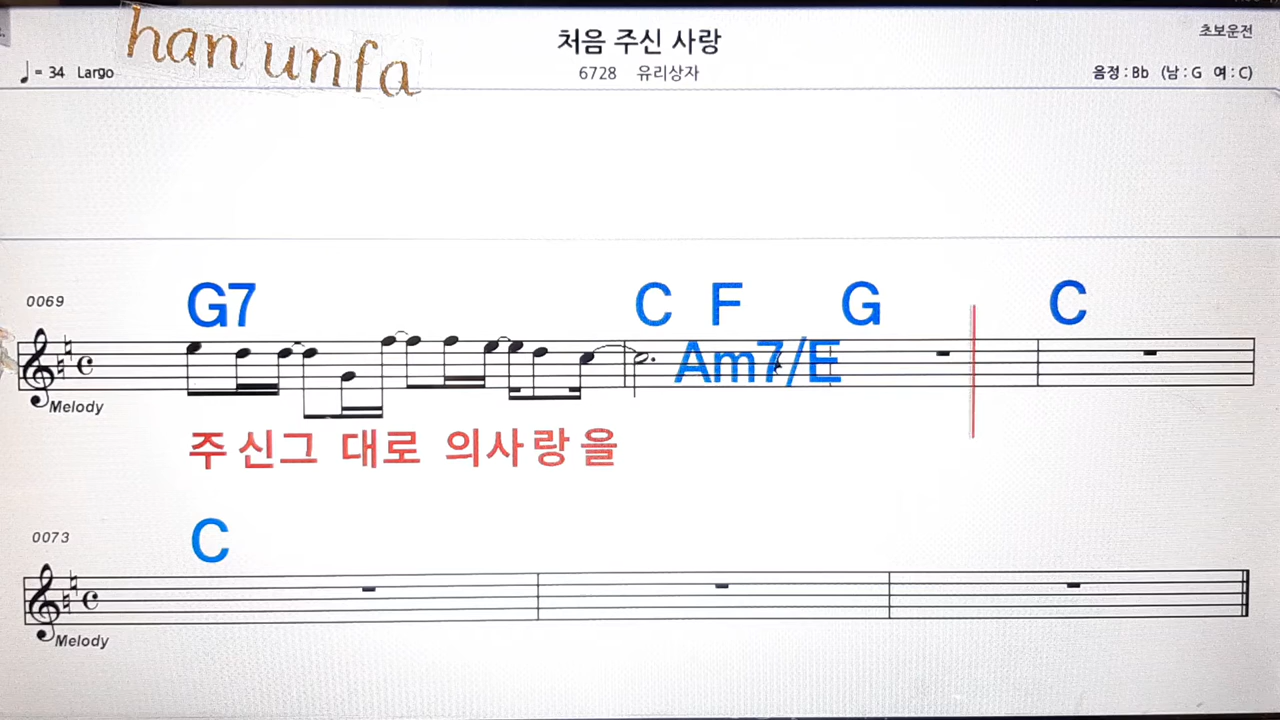 han unfa
처음 주신 사랑
초보운전
= 34 Largo
6728 유리상자
음정 : Bb (남 : G 여 : C)
G7 C F G C
0069
Am7/E
Melody
주 신그 대로 의사 랑 을
0073
C
Melody